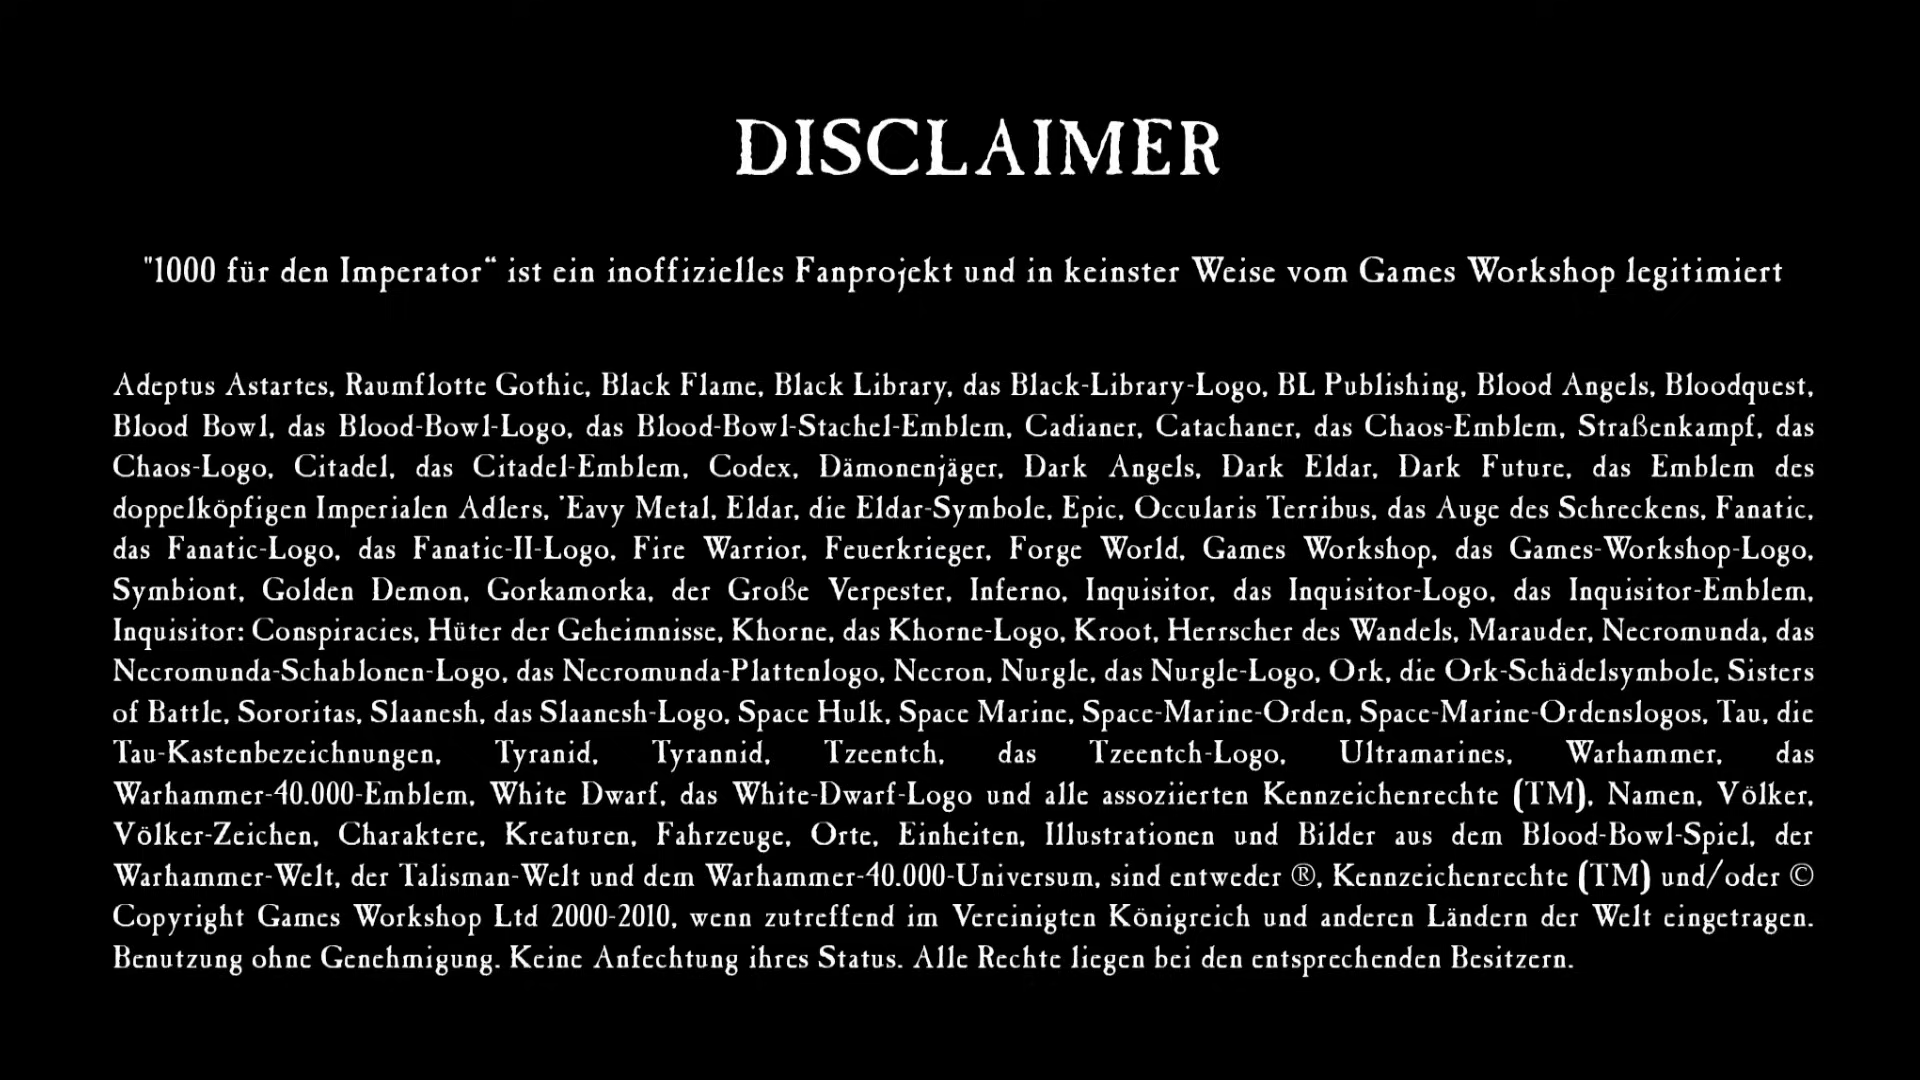 DISCLAIMER
"1000 für den Imperator“ ist ein inoffizielles Fanprojekt und in keinster Weise vom Games Workshop legitimiert
Adeptus Astartes, Raumflotte Gothic, Black Flame, Black Library, das Black-Library-Logo, BL Publishing, Blood Angels, Bloodquest,
Blood Bowl, das Blood-Bowl-Logo, das Blood-Bowl-Stachel-Emblem, Cadianer, Catachaner, das Chaos-Emblem, Straßenkampf, das
Chaos-Logo, Citadel, das Citadel-Emblem, Codex, Dämonenjäger, Dark Angels, Dark Eldar, Dark Future, das Emblem des
doppelköpfigen Imperialen Adlers, 'Eavy Metal, Eldar, die Eldar-Symbole, Epic, Occularis Terribus, das Auge des Schreckens, Fanatic,
das Fanatic-Logo, das Fanatic-II-Logo, Fire Warrior, Feuerkrieger, Forge World, Games Workshop, das Games-Workshop-Logo,
Symbiont, Golden Demon, Gorkamorka, der Große Verpester, Inferno, Inquisitor, das Inquisitor-Logo, das Inquisitor-Emblem,
Inquisitor: Conspiracies, Hüter der Geheimnisse, Khorne, das Khorne-Logo, Kroot, Herrscher des Wandels, Marauder, Necromunda, das
Necromunda-Schablonen-Logo, das Necromunda-Plattenlogo, Necron, Nurgle, das Nurgle-Logo, Ork, die Ork-Schädelsymbole, Sisters
of Battle, Sororitas, Slaanesh, das Slaanesh-Logo, Space Hulk, Space Marine, Space-Marine-Orden, Space-Marine-Ordenslogos, Tau, die
Tau-Kastenbezeichnungen, Tyranid, Tyrannid, Tzeentch, das Tzeentch-Logo, Ultramarines, Warhammer, das
Warhammer-40.000-Emblem, White Dwarf, das White-Dwarf-Logo und alle assoziierten Kennzeichenrechte (TM), Namen, Völker,
Völker-Zeichen, Charaktere, Kreaturen, Fahrzeuge, Orte, Einheiten, Illustrationen und Bilder aus dem Blood-Bowl-Spiel, der
Warhammer-Welt, der Talisman-Welt und dem Warhammer-40.000-Universum, sind entweder ®, Kennzeichenrechte (TM) und/oder ©
Copyright Games Workshop Ltd 2000-2010, wenn zutreffend im Vereinigten Königreich und anderen Ländern der Welt eingetragen.
Benutzung ohne Genehmigung. Keine Anfechtung ihres Status. Alle Rechte liegen bei den entsprechenden Besitzern.